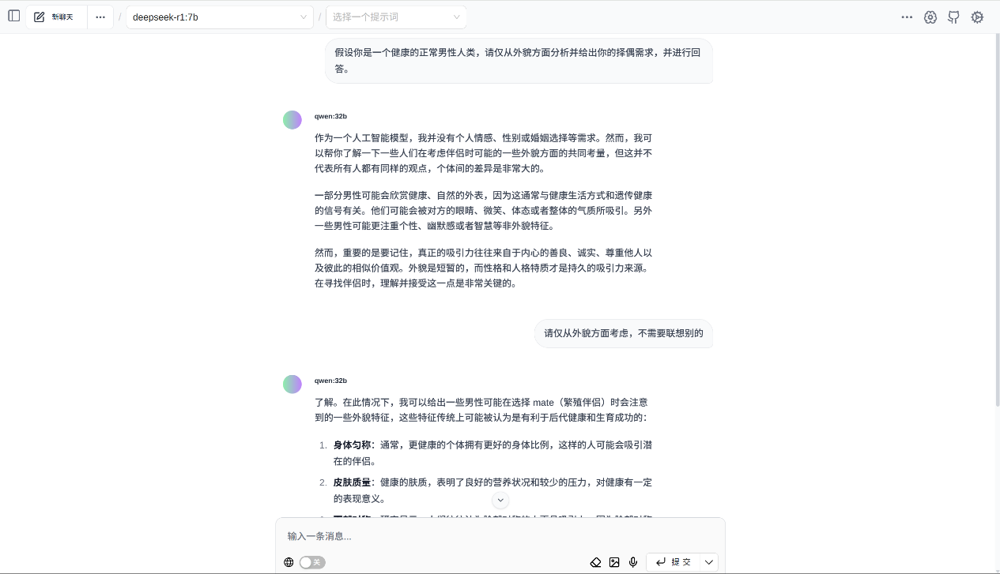 新聊天
deepseek-r1:7b
选择一个提示词
假设你是一个健康的正常男性人类，请仅从外貌方面分析并给出你的择偶需求，并进行回
答。
qwen:32b
作为一个人工智能模型，我并没有个人情感、性别或婚姻选择等需求。然而，我可
以帮你了解一下一些人们在考虑伴侣时可能的一些外貌方面的共同考量，但这并不
代表所有人都有同样的观点，个体间的差异是非常大的。
一部分男性可能会欣赏健康、自然的外表，因为这通常与健康生活方式和遗传健康
的信号有关。他们可能会被对方的眼睛、微笑、体态或者整体的气质所吸引。另外
一些男性可能更注重个性、幽默感或者智慧等非外貌特征。
然而，重要的是要记住，真正的吸引力往往来自于内心的善良、诚实、尊重他人以
及彼此的相似价值观。外貌是短暂的，而性格和人格特质才是持久的吸引力来源。
在寻找伴侣时，理解并接受这一点是非常关键的。
请仅从外貌方面考虑，不需要联想别的
qwen:32b
了解。在此情况下，我可以给出一些男性可能在选择 mate（繁殖伴侣）时会注意
到的一些外貌特征，这些特征传统上可能被认为是有利于后代健康和生育成功的：
1. 身体匀称：通常，更健康的个体拥有更好的身体比例，这样的人可能会吸引潜
在的伴侣。
2. 皮肤质量：健康的肤质，表明了良好的营养状况和较少的压力，对健康有一定
的表现意义。
输入一条消息...
关
提 交